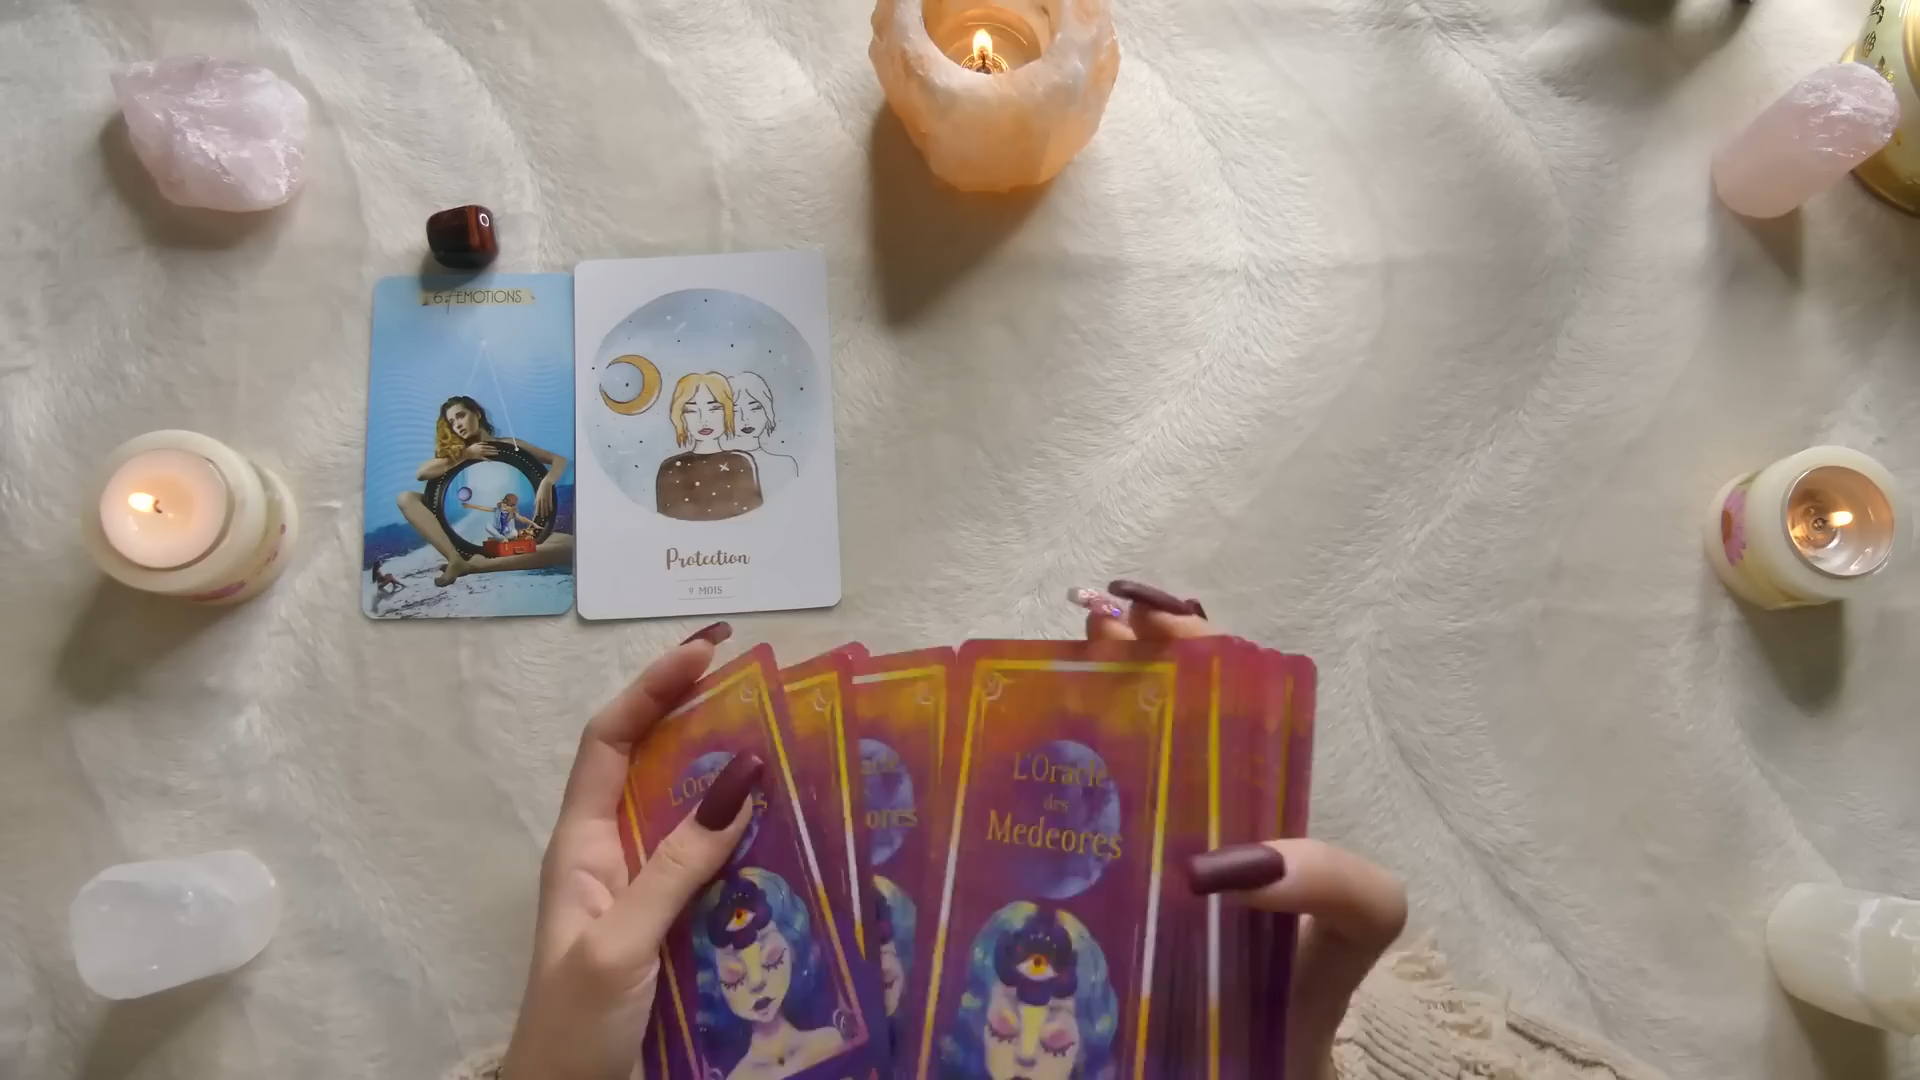 67 EMOTIONS
Protection
9 MOIS
L'Oracle
des
Medeores